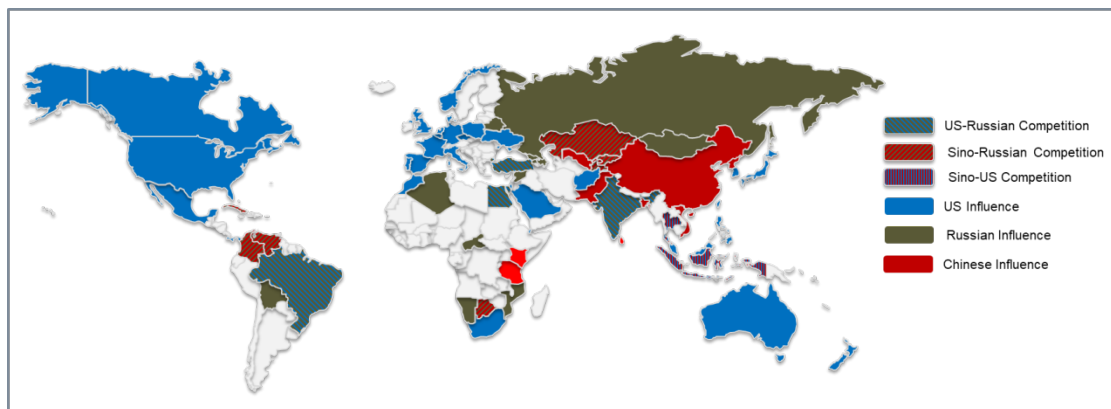 US-Russian Competition
Sino-Russian Competition
Sino-US Competition
US Influence
Russian Influence
Chinese Influence